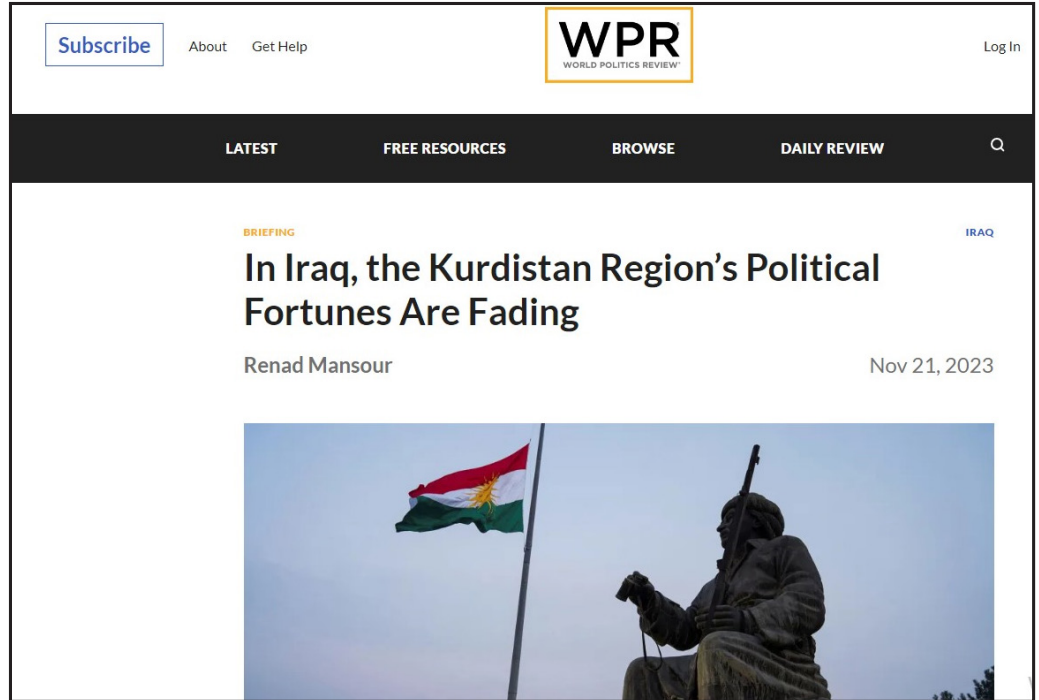 Subscribe About Get Help WPR Log In
WORLD POLITICS REVIEW
LATEST FREE RESOURCES BROWSE DAILY REVIEW
BRIEFING IRAQ
In Iraq, the Kurdistan Region's Political
Fortunes Are Fading
Renad Mansour Nov 21, 2023